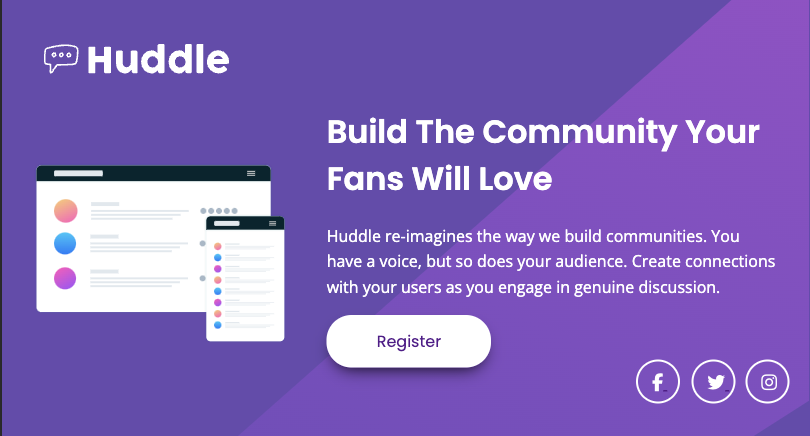 Huddle
Build The Community Your
Fans Will Love
Huddle re-imagines the way we build communities. You
have a voice, but so does your audience. Create connections
with your users as you engage in genuine discussion.
Register